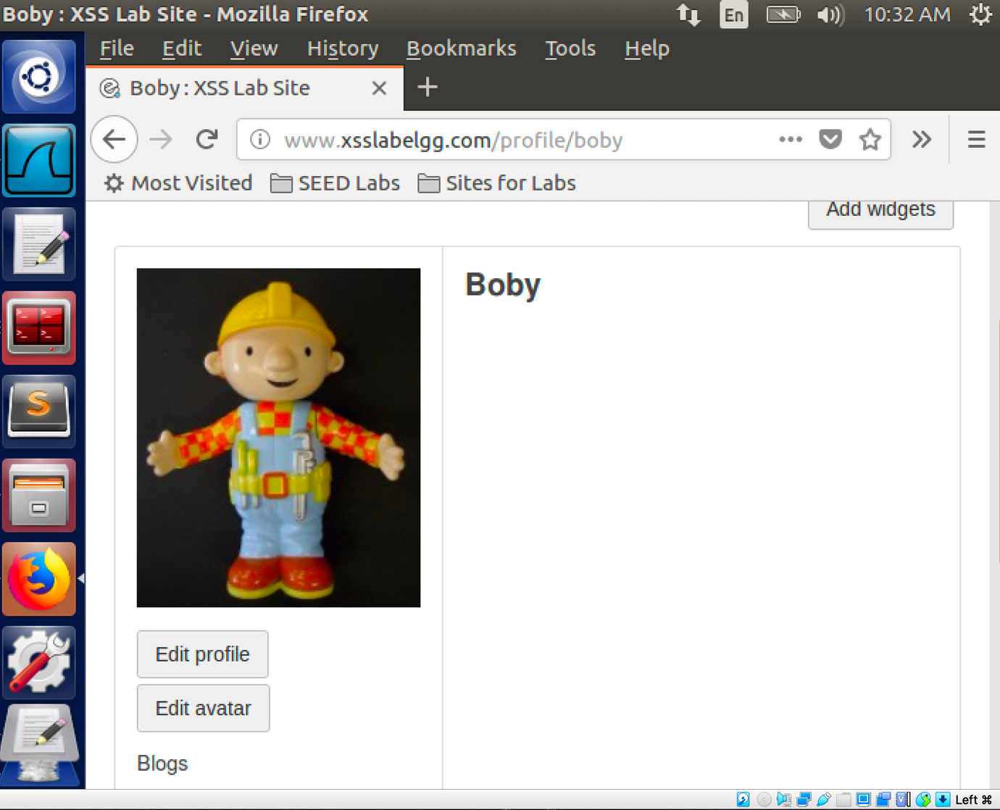 Boby : XSS Lab Site - Mozilla Firefox
En
10:32 AM
File Edit View History Bookmarks Tools Help
Boby : XSS Lab Site
www.xsslabelgg.com/profile/boby
Most Visited SEED Labs Sites for Labs
Add widgets
Boby
S
Edit profile
Edit avatar
Blogs
Left ⌘